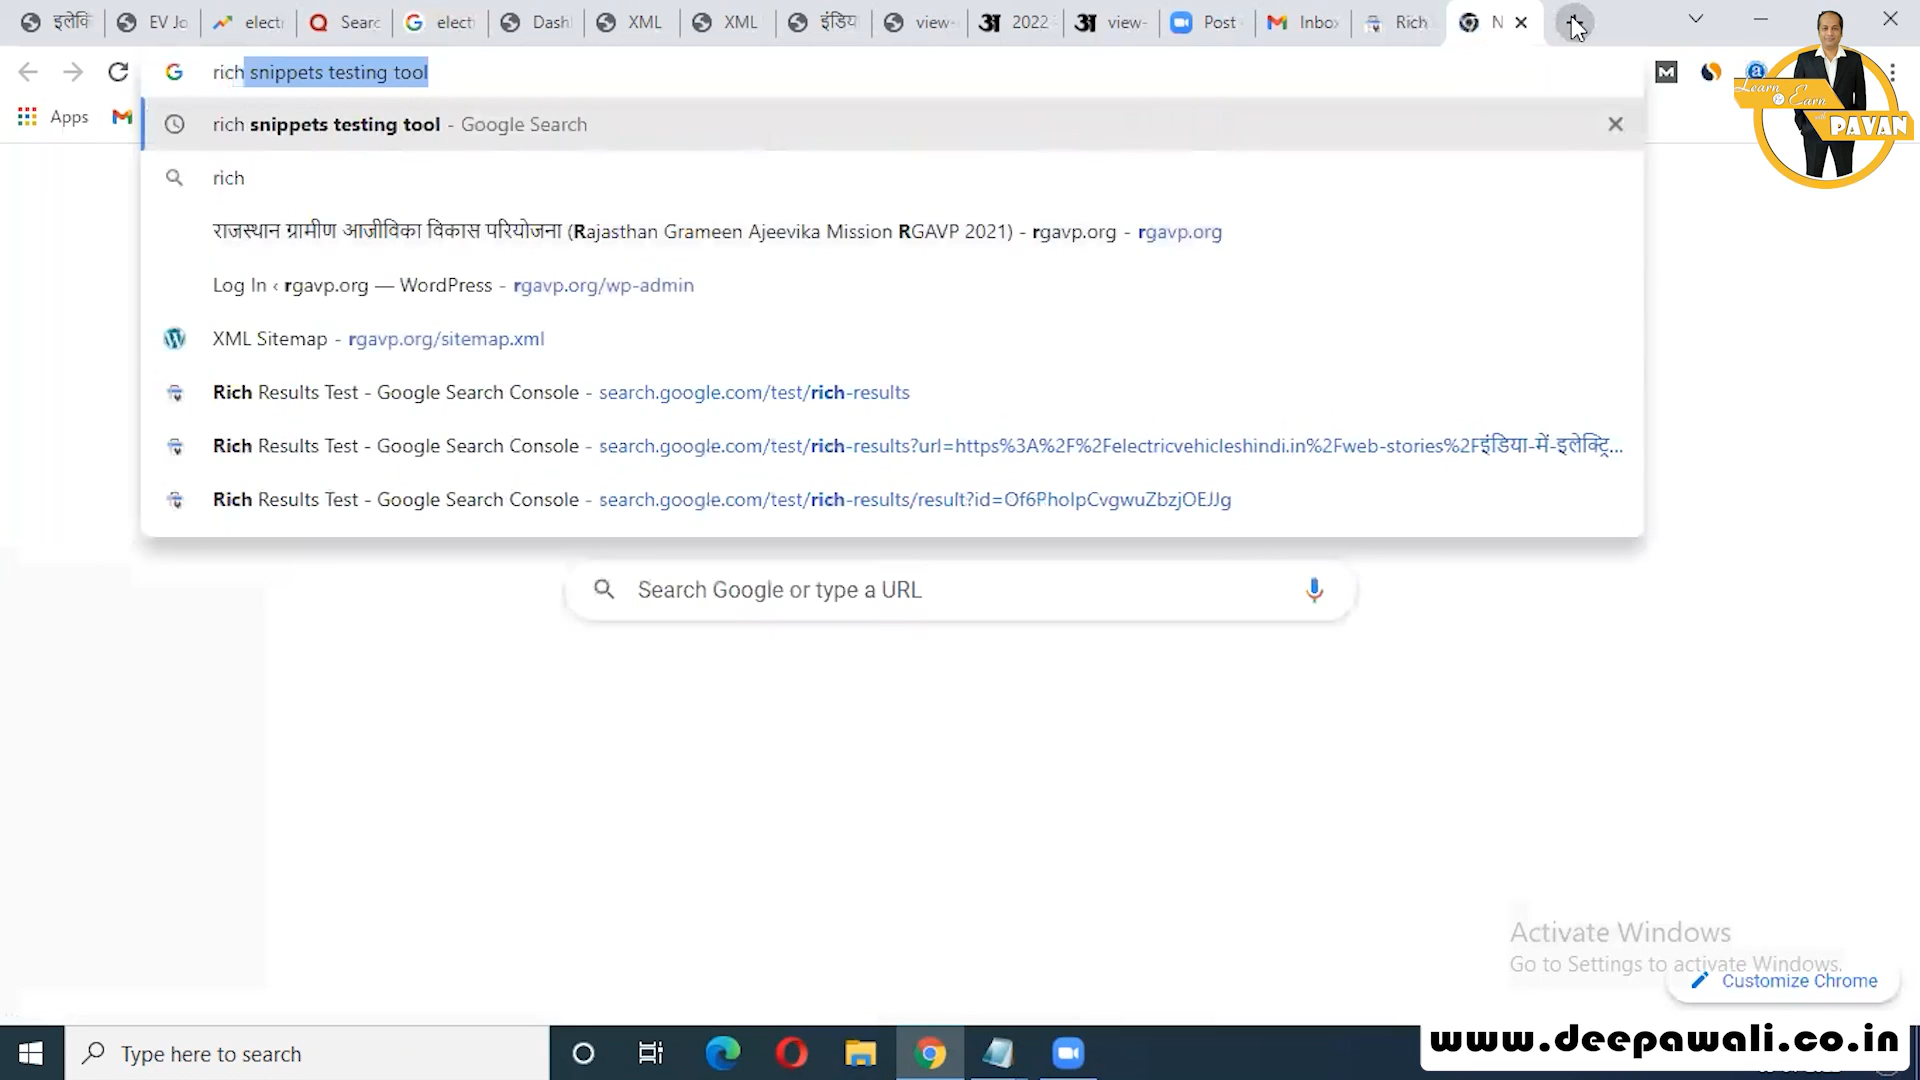 इलेक्ट्रि EV Jo electr Searc elect Dash XML XML इंडिय view- 2022 view- Post Inbox Rich N
rich snippets testing tool
Apps
rich snippets testing tool - Google Search
rich
राजस्थान ग्रामीण आजीविका विकास परियोजना (Rajasthan Grameen Ajeevika Mission RGAVP 2021) - rgavp.org - rgavp.org
Log In ‹ rgavp.org — WordPress - rgavp.org/wp-admin
XML Sitemap - rgavp.org/sitemap.xml
Rich Results Test - Google Search Console - search.google.com/test/rich-results
Rich Results Test - Google Search Console - search.google.com/test/rich-results?url=https%3A%2F%2Felectricvehicleshindi.in%2Fweb-stories%2Fइंडिया-में-इलेक्ट्रि...
Rich Results Test - Google Search Console - search.google.com/test/rich-results/result?id=Of6PholpCvgwuZbzjOEJJg
Search Google or type a URL
Learn to Earn with PAVAN
Activate Windows
Go to Settings to activate Windows.
Customize Chrome
Type here to search
www.deepawali.co.in